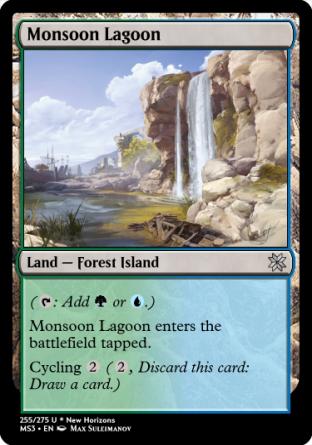 Monsoon Lagoon
Land — Forest Island
( : Add or .)
Monsoon Lagoon enters the
battlefield tapped.
Cycling 2 ( 2, Discard this card:
Draw a card.)
255/275 U * New Horizons
MS3 • EN Max Suleimanov